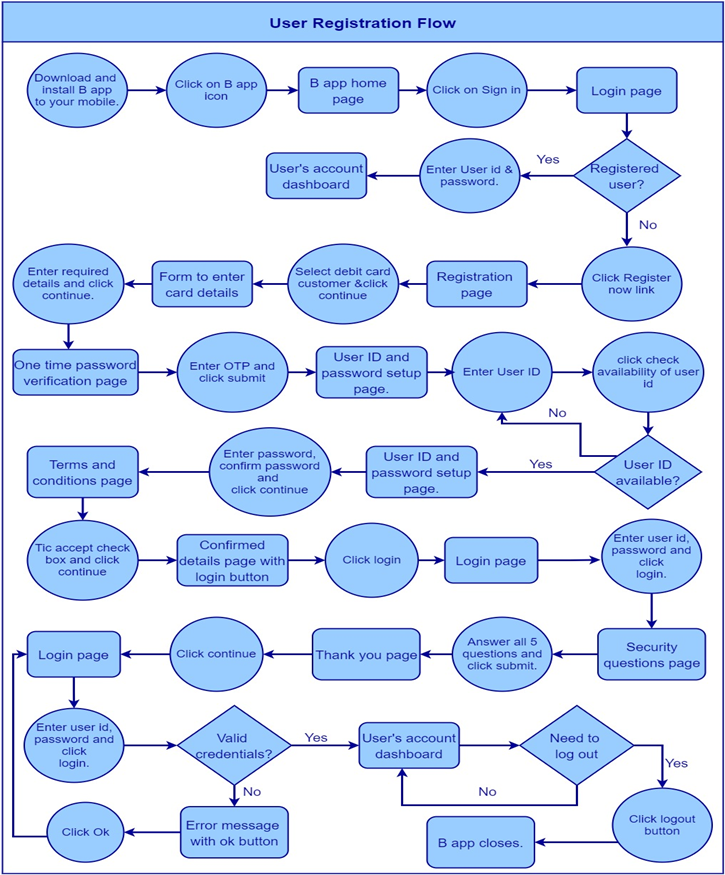 User Registration Flow
Download and
install B app
to your mobile.
Click on B app
icon
B app home
page
Click on Sign in
Login page
Registered
user?
Yes
Enter User id &
password.
User's account
dashboard
No
Click Register
now link
Registration
page
Select debit card
customer &click
continue
Form to enter
card details
Enter required
details and click
continue.
One time password
verification page
Enter OTP and
click submit
User ID and
password setup
page.
Enter User ID
click check
availability of user
id
No
User ID
available?
Yes
User ID and
password setup
page.
Enter password,
confirm password
and
click continue
Terms and
conditions page
Tic accept check
box and click
continue
Confirmed
details page with
login button
Click login
Login page
Enter user id,
password and
click
login.
Security
questions page
Answer all 5
questions and
click submit.
Thank you page
Click continue
Login page
Enter user id,
password and
click
login.
Valid
credentials?
Yes
User's account
dashboard
Need to
log out
No
Yes
Click logout
button
B app closes.
No
Error message
with ok button
Click Ok